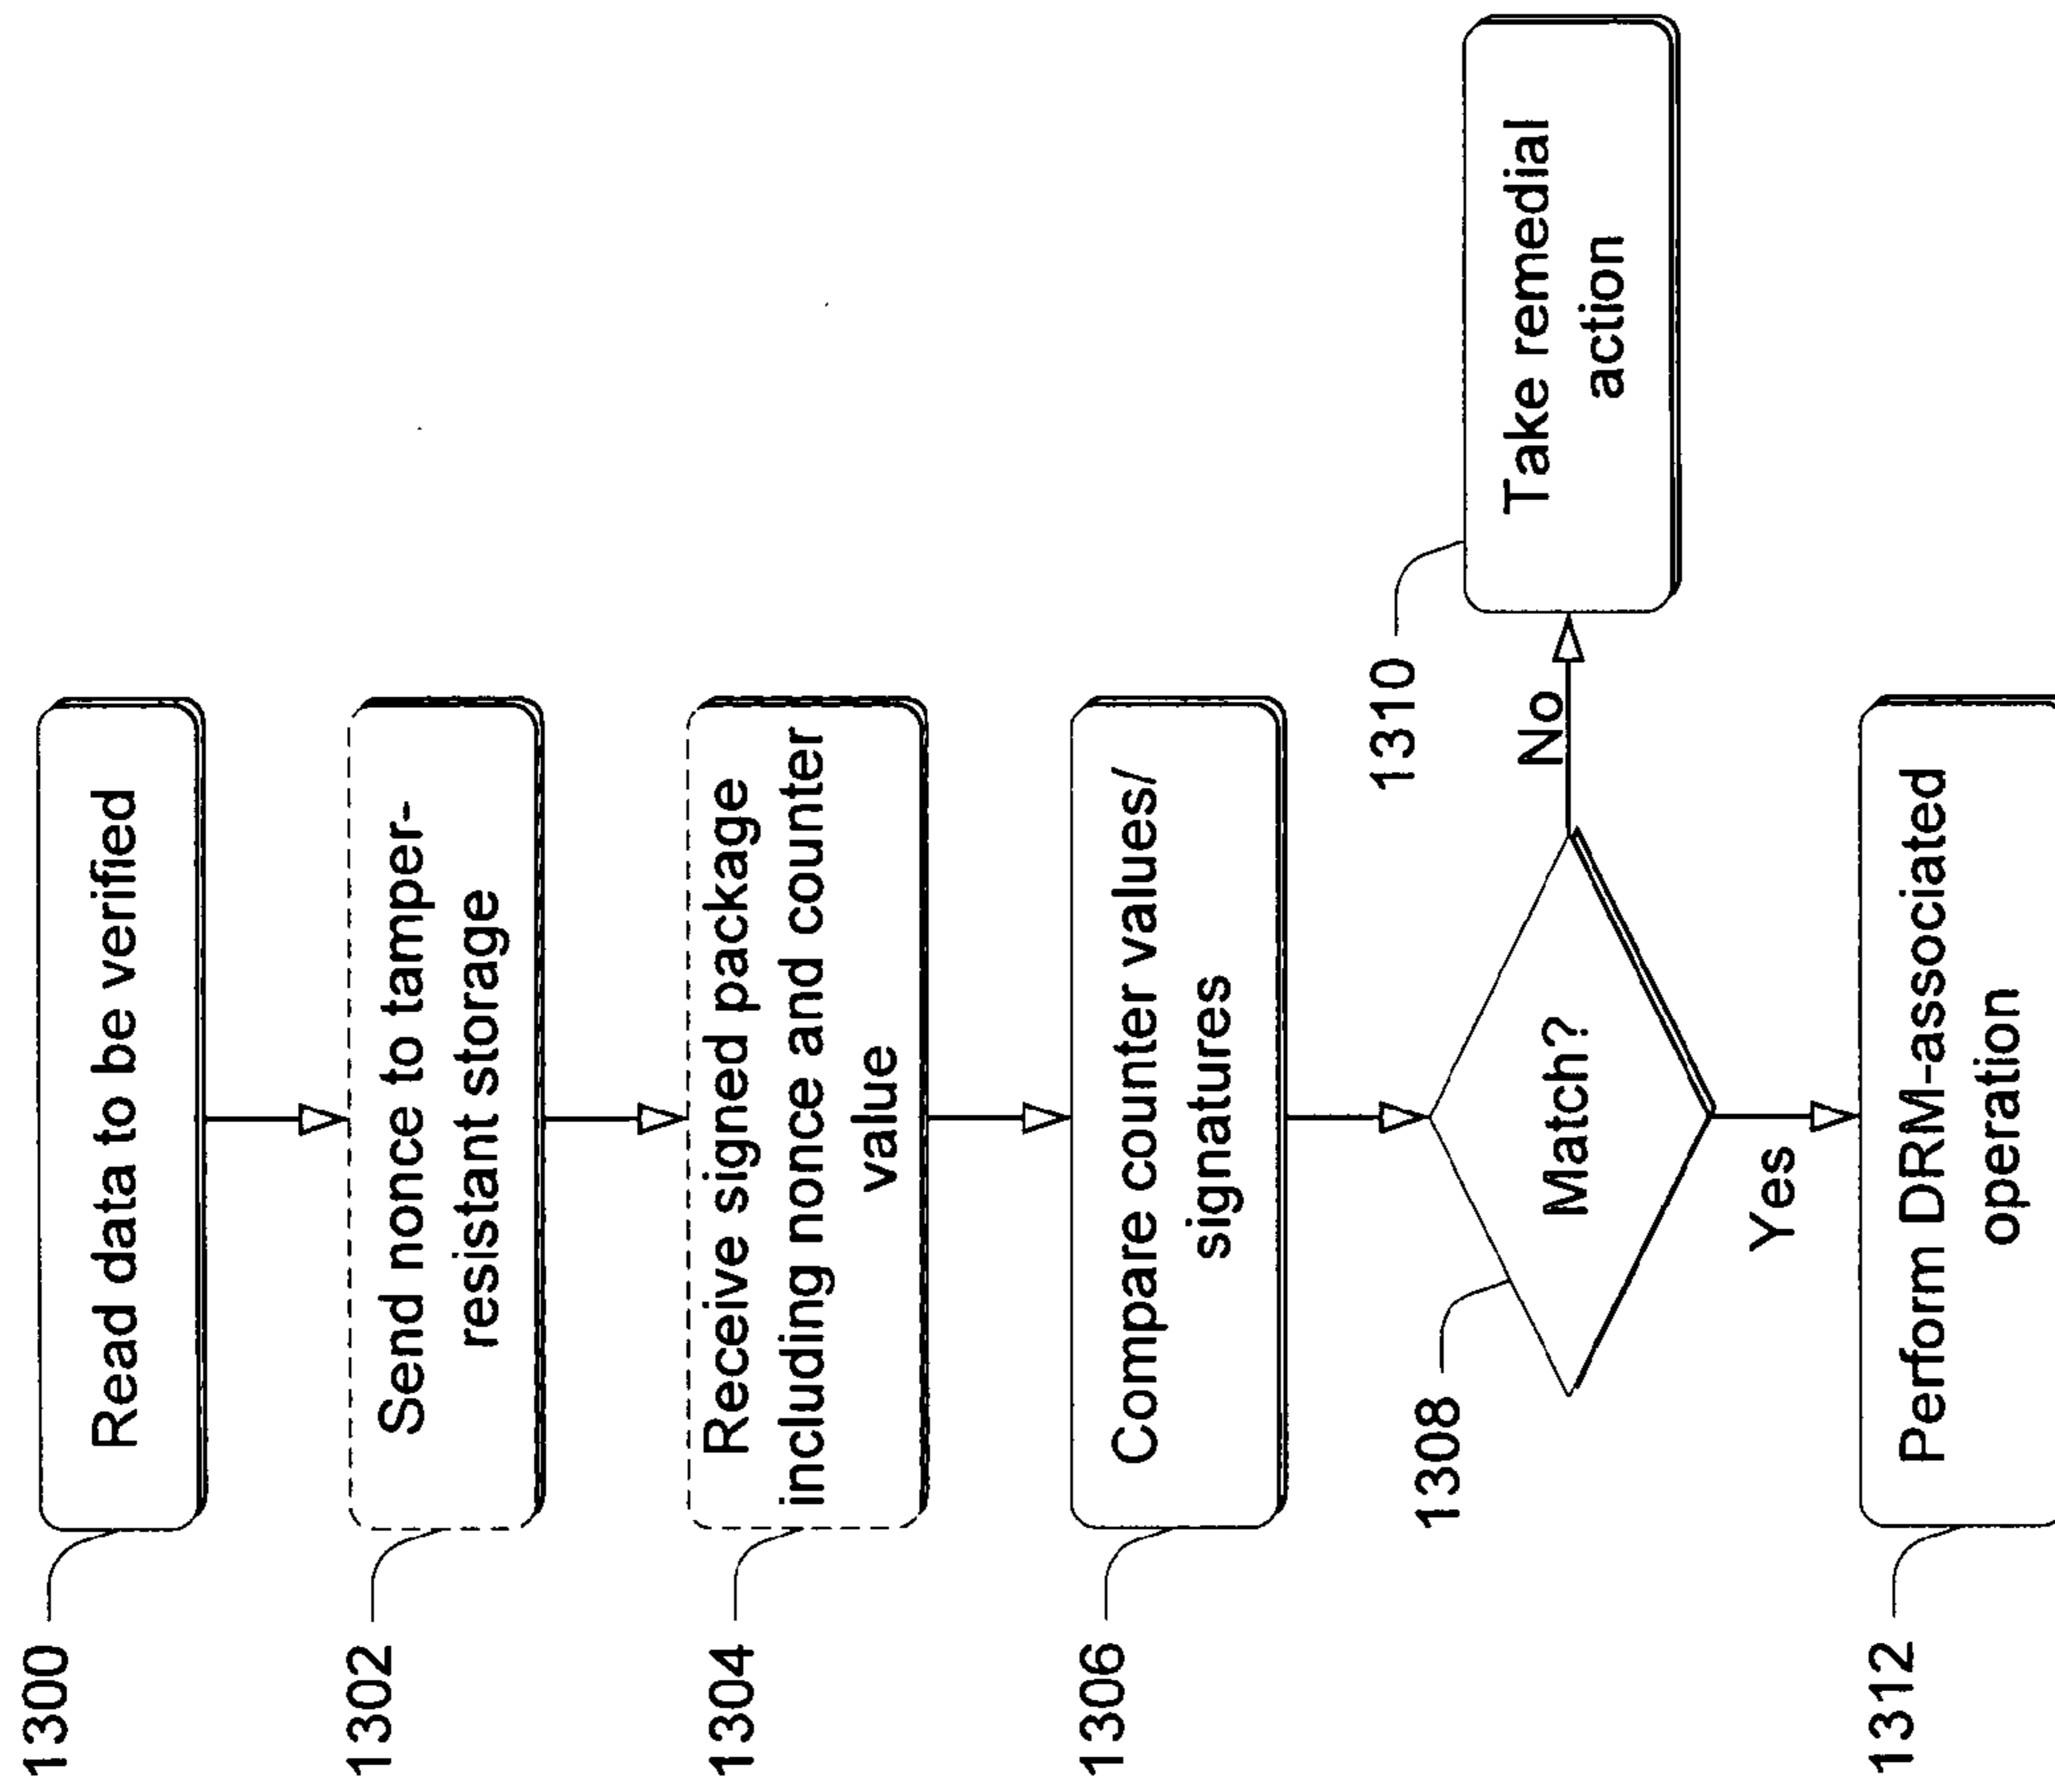 1300
Read data to be verified
1302
Send nonce to tamper-
resistant storage
1304
Receive signed package
including nonce and counter
value
1306
Compare counter values/
signatures
1308
Match?
No
1310
Take remedial
action
Yes
1312
Perform DRM-associated
operation